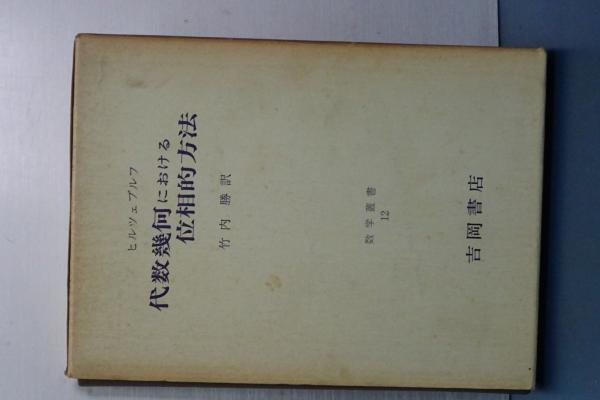 ヒルツェブルフ
代数幾何における
位相的方法
竹内 勝 訳
数学叢書
12
吉岡書店